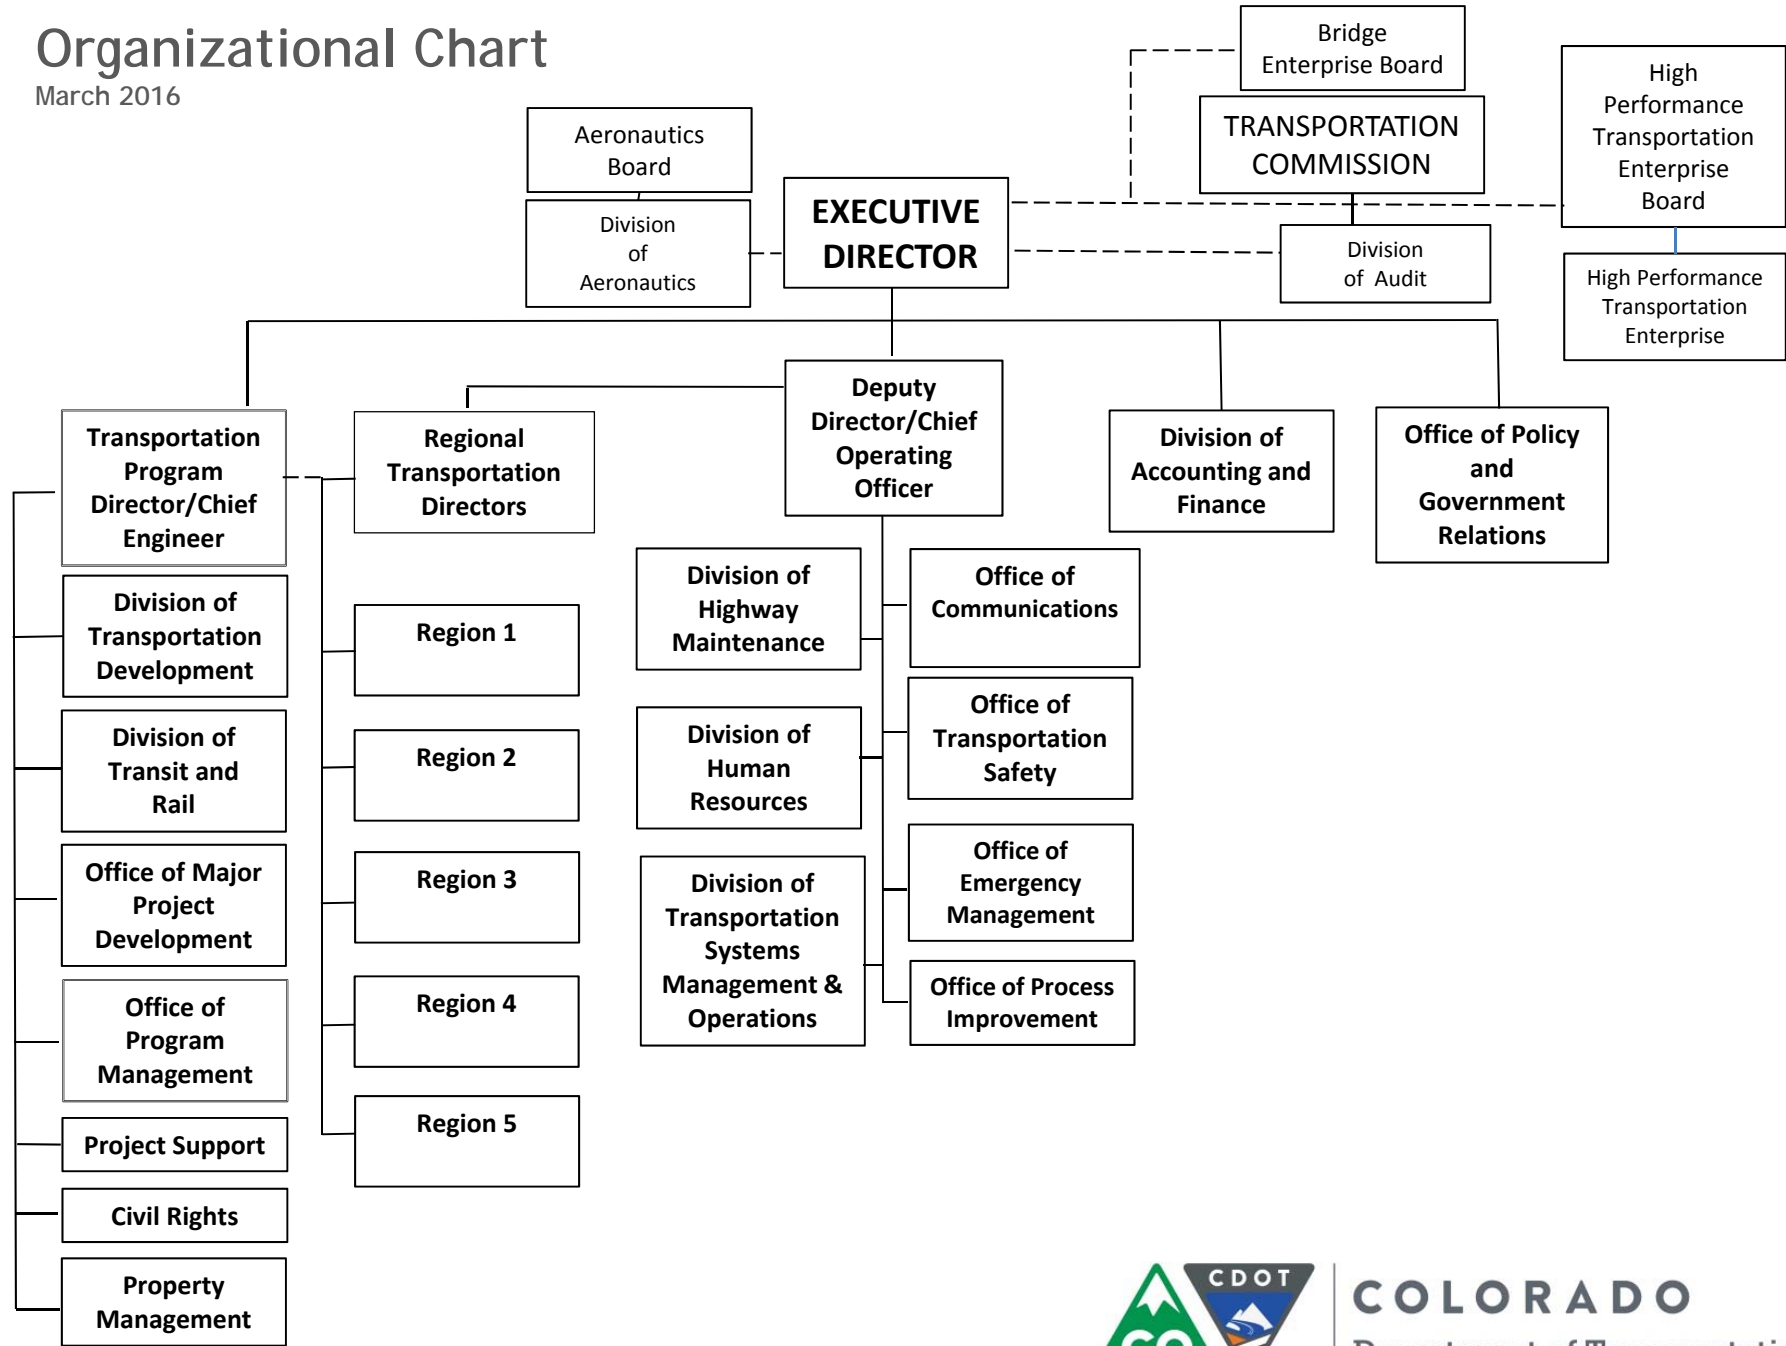 Organizational Chart
March 2016
Bridge
Enterprise Board
High
Performance
Transportation
Enterprise
Board
TRANSPORTATION
COMMISSION
Aeronautics
Board
EXECUTIVE
DIRECTOR
Division
of
Aeronautics
Division
of Audit
High Performance
Transportation
Enterprise
Deputy
Director/Chief
Operating
Officer
Transportation
Program
Director/Chief
Engineer
Regional
Transportation
Directors
Division of
Accounting and
Finance
Office of Policy
and
Government
Relations
Division of
Transportation
Development
Division of
Transit and
Rail
Office of Major
Project
Development
Office of
Program
Management
Project Support
Civil Rights
Property
Management
Region 1
Region 2
Region 3
Region 4
Region 5
Division of
Highway
Maintenance
Division of
Human
Resources
Division of
Transportation
Systems
Management &
Operations
Office of
Communications
Office of
Transportation
Safety
Office of
Emergency
Management
Office of Process
Improvement
CO
CDOT
COLORADO